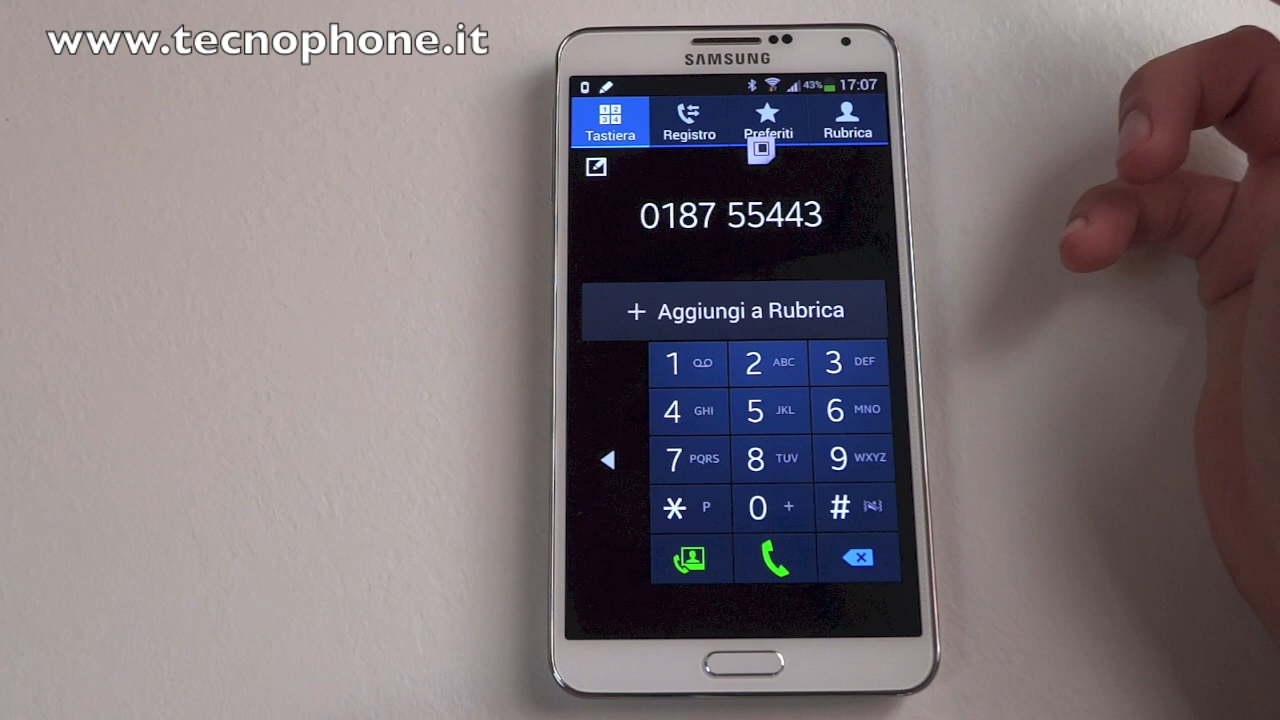 www.tecnophone.it
SAMSUNG
43% 17:07
Tastiera Registro Preferiti Rubrica
0187 55443
+ Aggiungi a Rubrica
1 2 ABC 3 DEF
4 GHI 5 JKL 6 MNO
7 PQRS 8 TUV 9 WXYZ
* P 0 + #